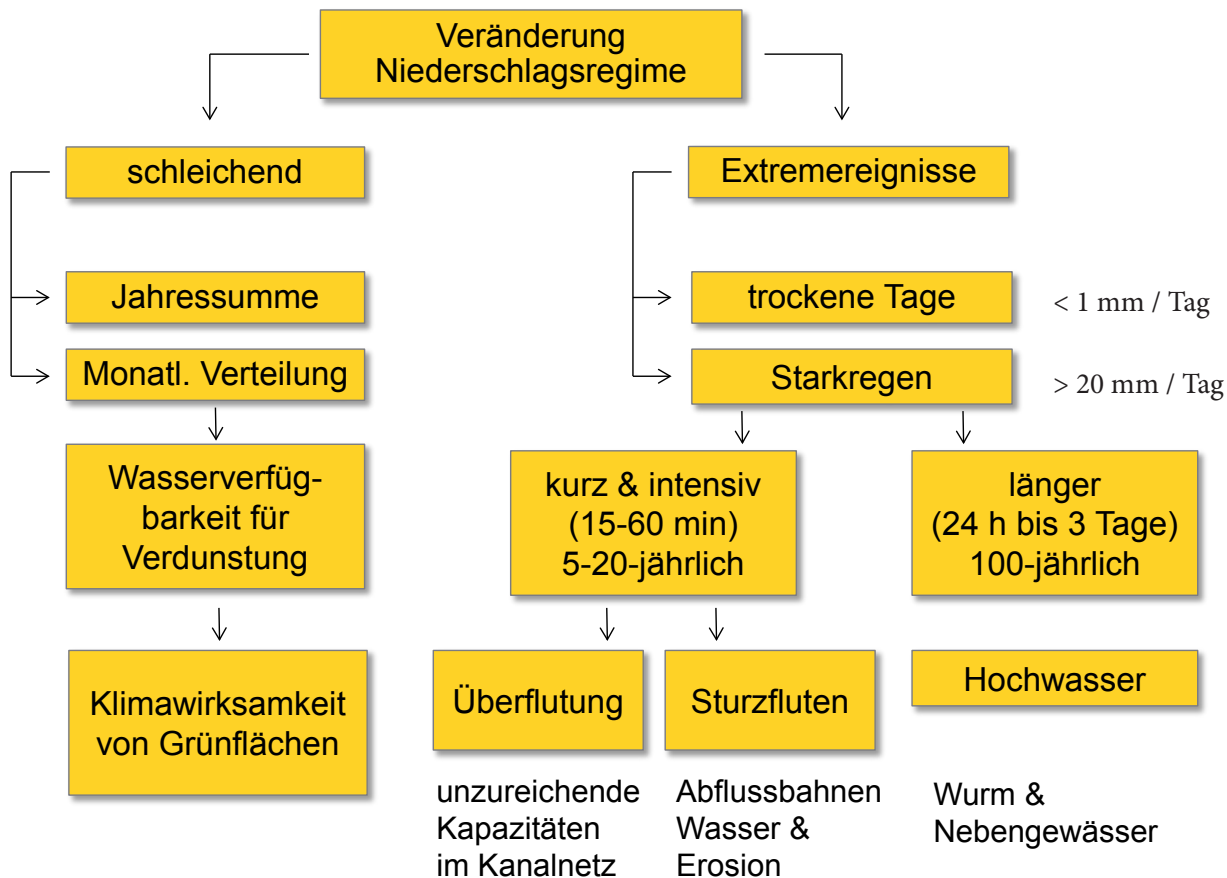 Veränderung
Niederschlagsregime
schleichend
Extremereignisse
Jahressumme
trockene Tage
< 1 mm / Tag
Monatl. Verteilung
Starkregen
> 20 mm / Tag
Wasserverfüg-
barkeit für
Verdunstung
kurz & intensiv
(15-60 min)
5-20-jährlich
länger
(24 h bis 3 Tage)
100-jährlich
Klimawirksamkeit
von Grünflächen
Überflutung
Sturzfluten
Hochwasser
unzureichende
Kapazitäten
im Kanalnetz
Abflussbahnen
Wasser &
Erosion
Wurm &
Nebengewässer